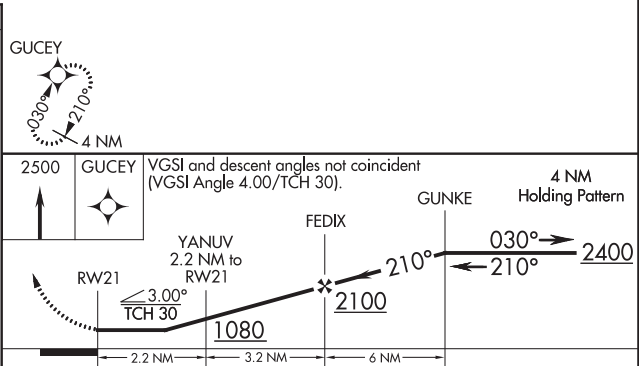 GUCEY
030°
210°
4 NM
2500
GUCEY
VGSI and descent angles not coincident
(VGSI Angle 4.00/TCH 30).
4 NM
Holding Pattern
GUNKE
FEDIX
YANUV
2.2 NM to
RW21
RW21
3.00°
TCH 30
1080
2100
210°
030°
210°
2400
2.2 NM
3.2 NM
6 NM